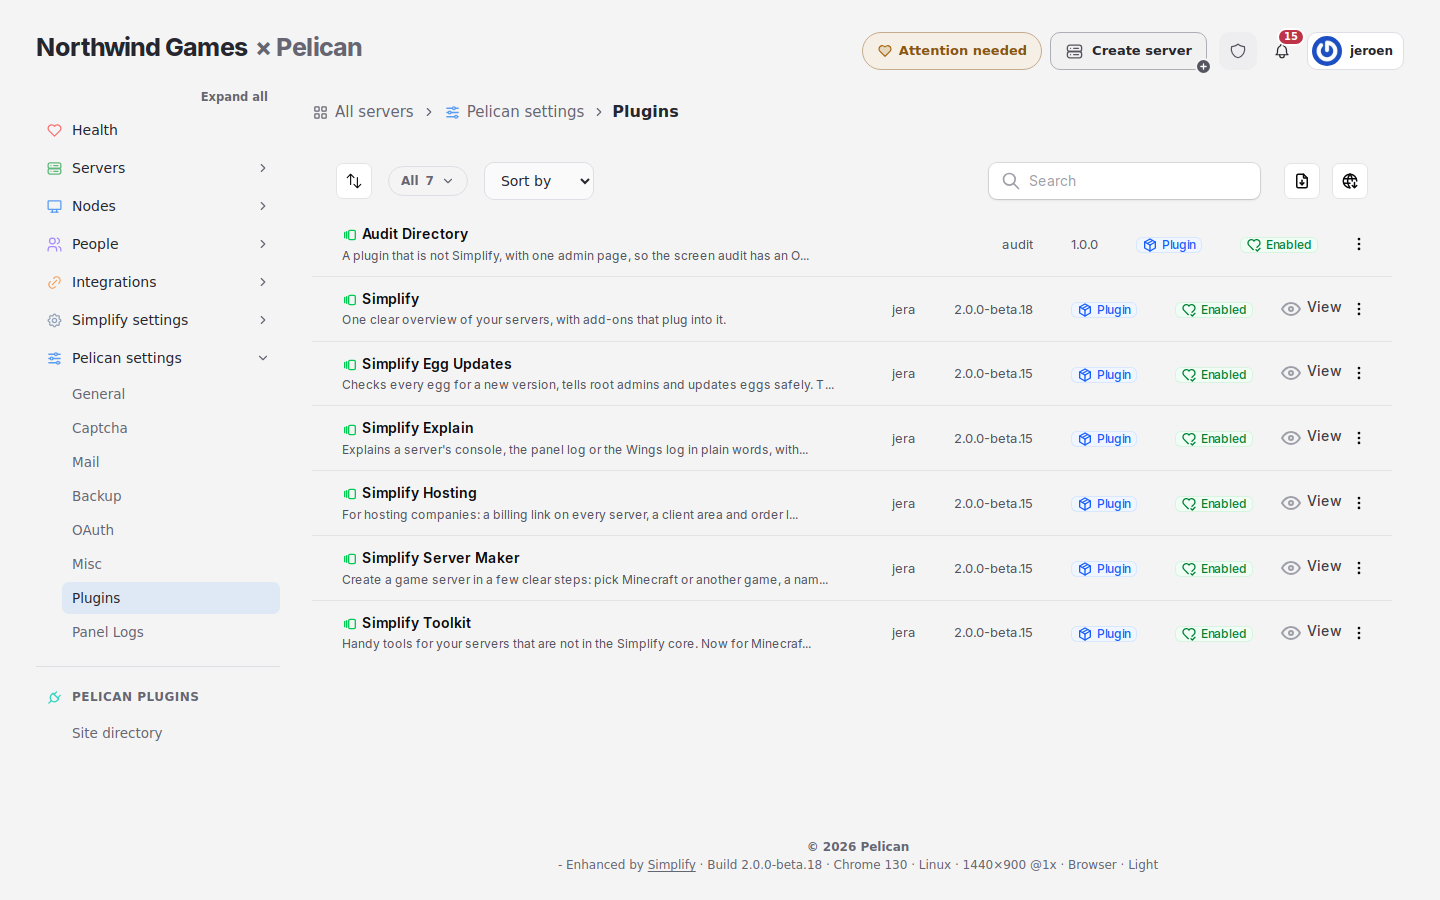 Northwind Games × Pelican
Attention needed
Create server
15
jeroen
Expand all
Health
Servers
Nodes
People
Integrations
Simplify settings
Pelican settings
General
Captcha
Mail
Backup
OAuth
Misc
Plugins
Panel Logs
PELICAN PLUGINS
Site directory
All servers > Pelican settings > Plugins
All 7
Sort by
Search
Audit Directory
A plugin that is not Simplify, with one admin page, so the screen audit has an O...
audit 1.0.0 Plugin Enabled
Simplify
One clear overview of your servers, with add-ons that plug into it.
jera 2.0.0-beta.18 Plugin Enabled View
Simplify Egg Updates
Checks every egg for a new version, tells root admins and updates eggs safely. T...
jera 2.0.0-beta.15 Plugin Enabled View
Simplify Explain
Explains a server's console, the panel log or the Wings log in plain words, with...
jera 2.0.0-beta.15 Plugin Enabled View
Simplify Hosting
For hosting companies: a billing link on every server, a client area and order l...
jera 2.0.0-beta.15 Plugin Enabled View
Simplify Server Maker
Create a game server in a few clear steps: pick Minecraft or another game, a nam...
jera 2.0.0-beta.15 Plugin Enabled View
Simplify Toolkit
Handy tools for your servers that are not in the Simplify core. Now for Minecraf...
jera 2.0.0-beta.15 Plugin Enabled View
© 2026 Pelican
- Enhanced by Simplify · Build 2.0.0-beta.18 · Chrome 130 · Linux · 1440×900 @1x · Browser · Light